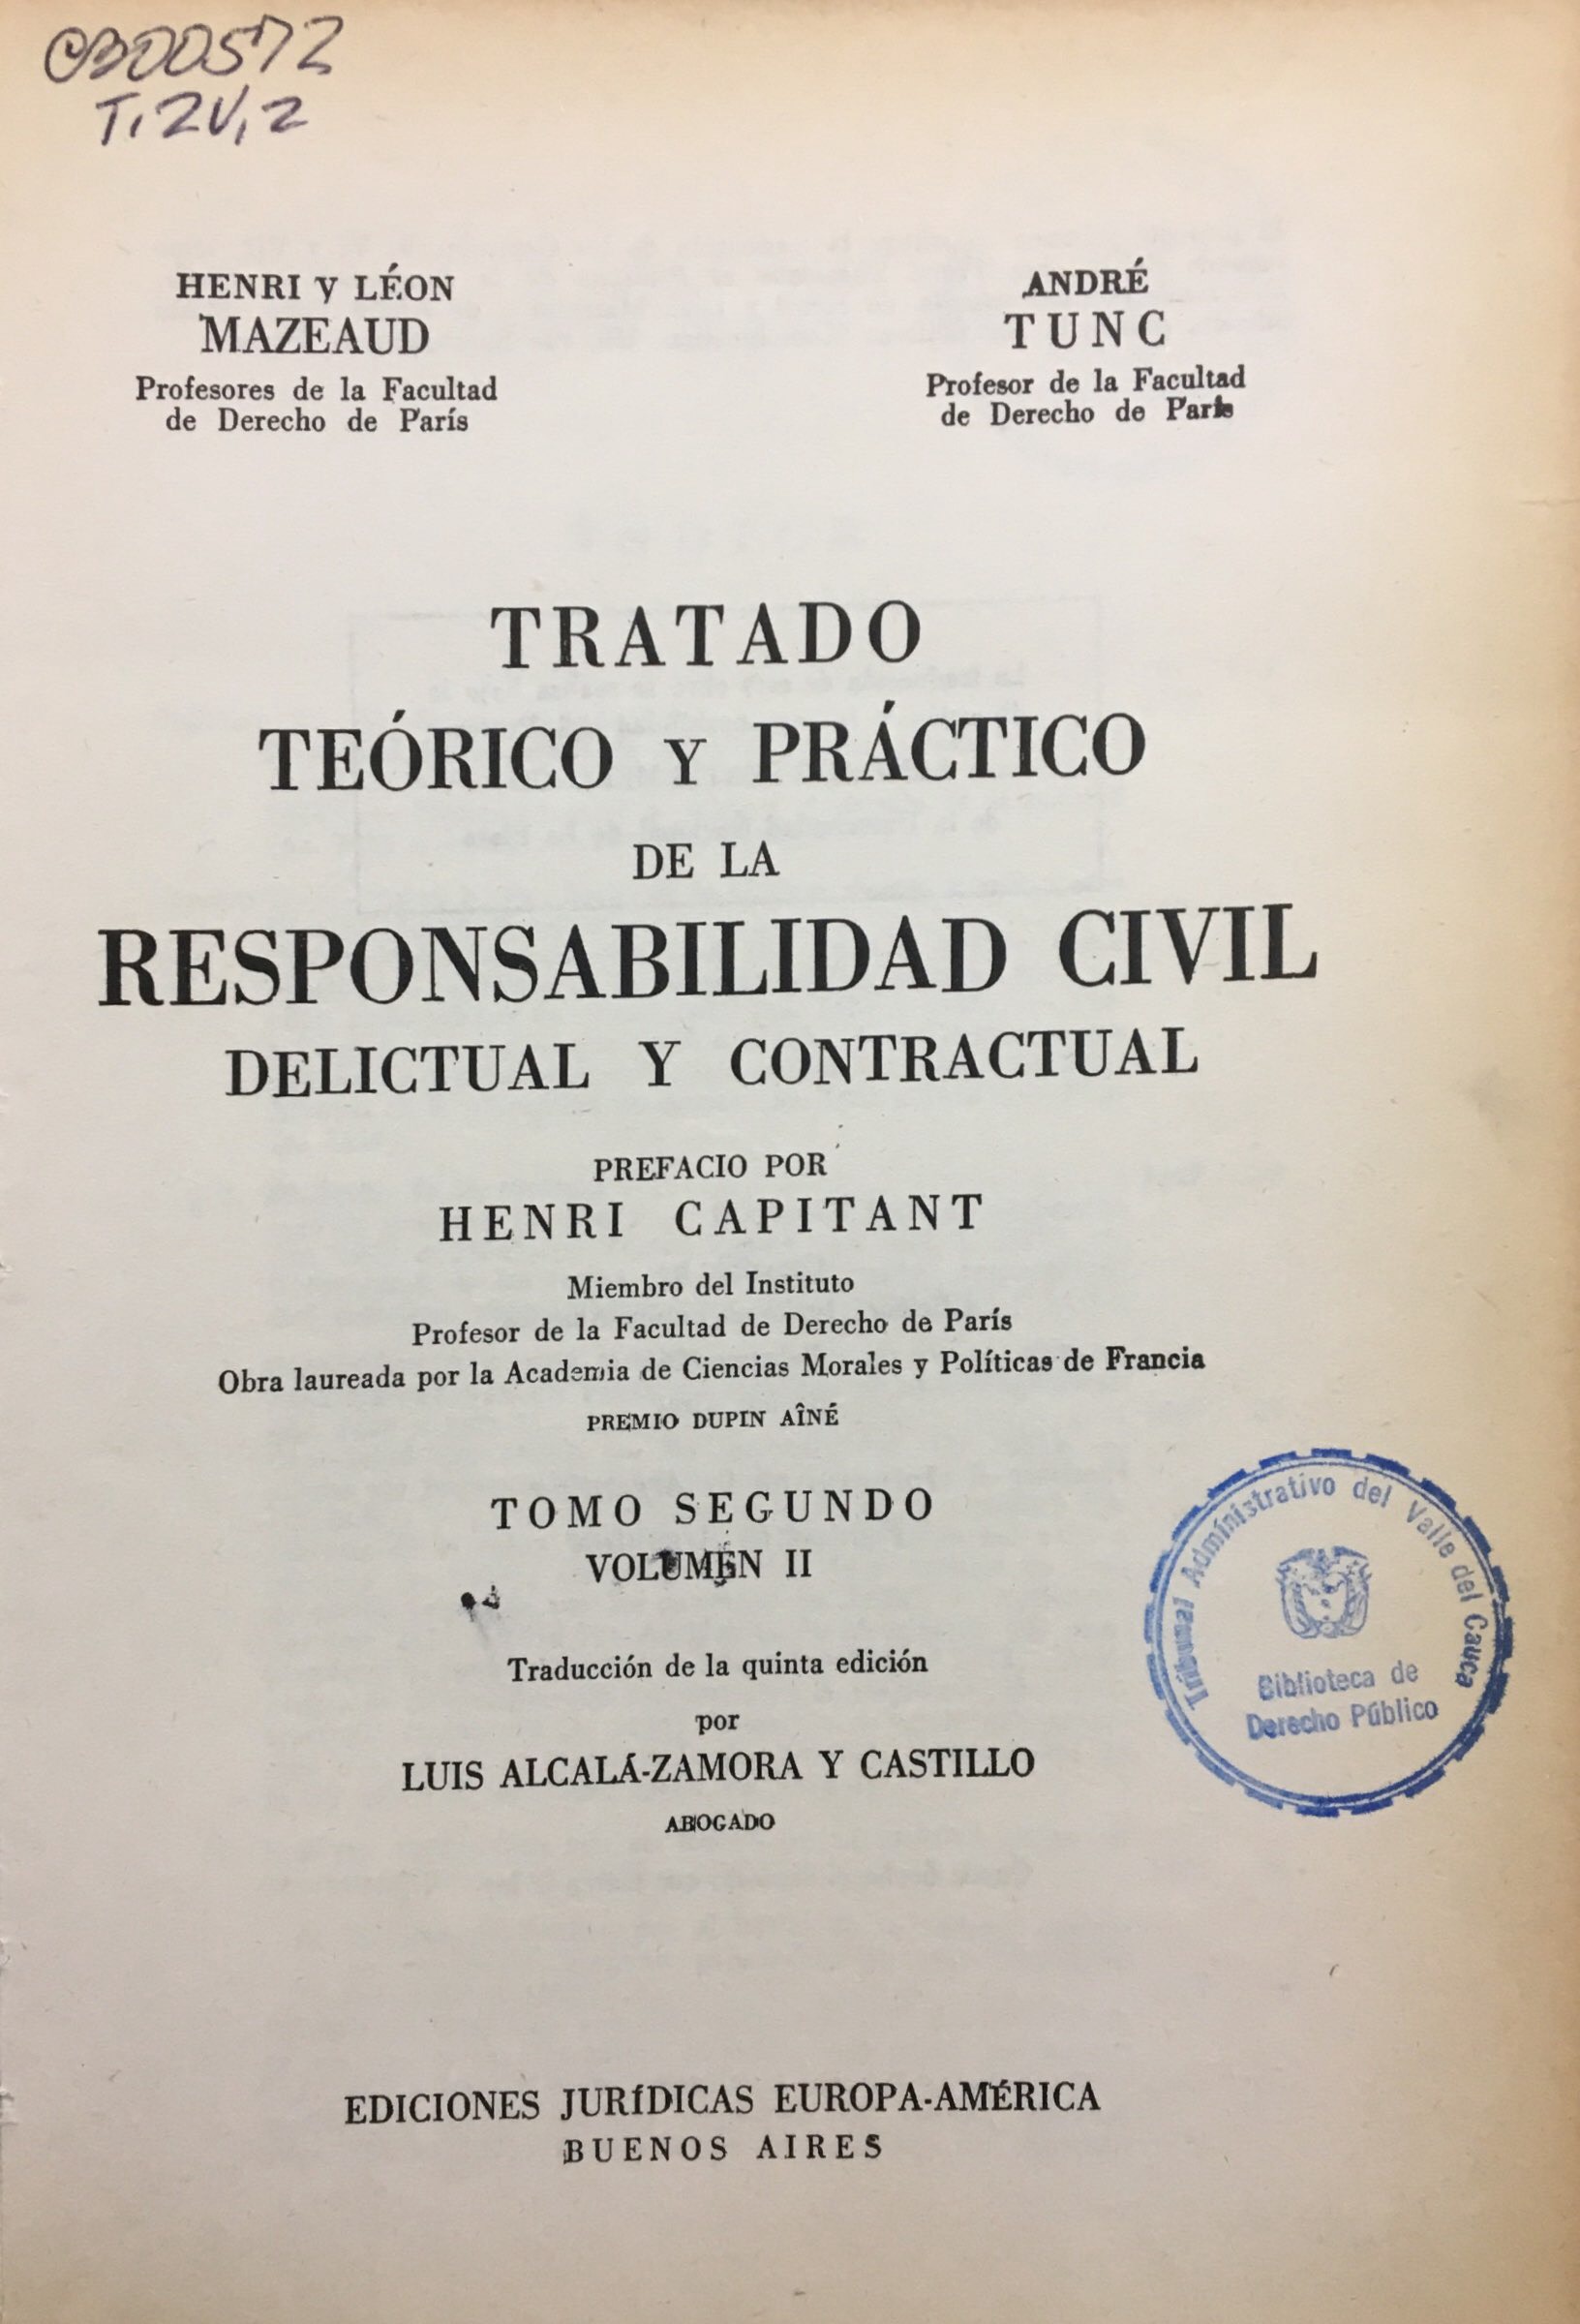 CB00572
T. 2 V. 2
HENRI y LÉON
MAZEAUD
Profesores de la Facultad
de Derecho de París
ANDRÉ
TUNC
Profesor de la Facultad
de Derecho de París
TRATADO
TEÓRICO Y PRÁCTICO
DE LA
RESPONSABILIDAD CIVIL
DELICTUAL Y CONTRACTUAL
PREFACIO POR
HENRI CAPITANT
Miembro del Instituto
Profesor de la Facultad de Derecho de París
Obra laureada por la Academia de Ciencias Morales y Políticas de Francia
PREMIO DUPIN AÎNÉ
TOMO SEGUNDO
VOLUMEN II
Traducción de la quinta edición
por
LUIS ALCALÁ-ZAMORA Y CASTILLO
ABOGADO
Tribunal Administrativo del Valle del Cauca
Biblioteca de
Derecho Público
EDICIONES JURÍDICAS EUROPA-AMÉRICA
BUENOS AIRES